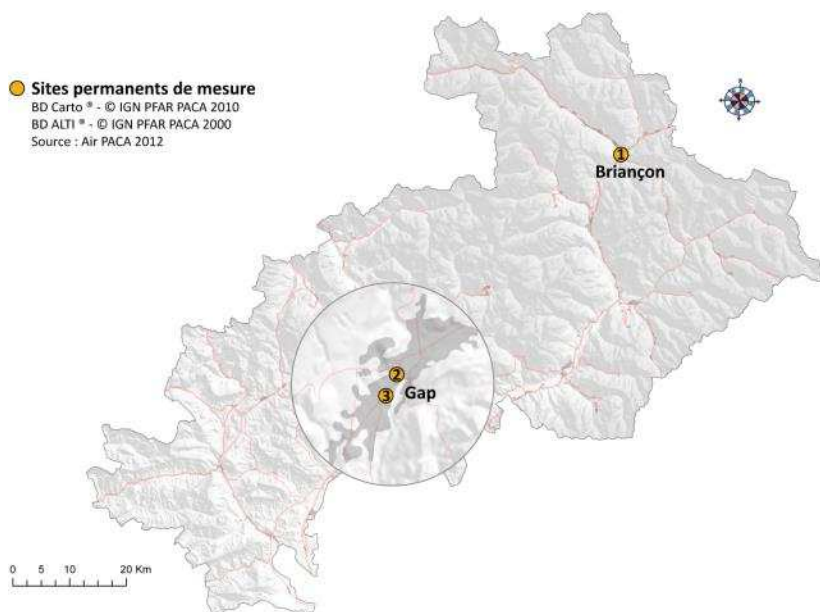 Sites permanents de mesure
BD Carto ® - © IGN PFAR PACA 2010
BD ALTI ® - © IGN PFAR PACA 2000
Source : Air PACA 2012
1
Briançon
2
3 Gap
0 5 10 20 Km